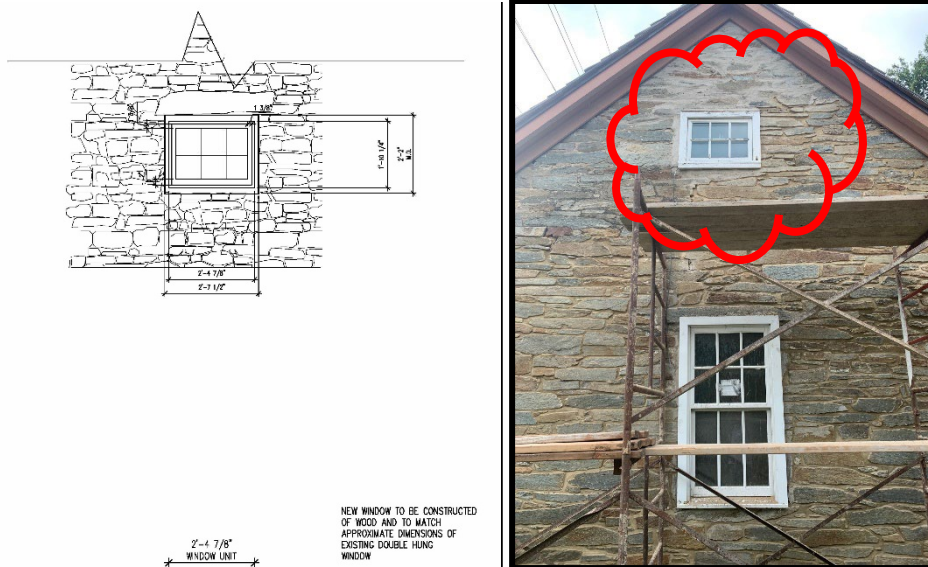 1 3/8"
1'-10 1/4"
2'-2"
M.O.
2'-4 7/8"
2'-7 1/2"
NEW WINDOW TO BE CONSTRUCTED
OF WOOD AND TO MATCH
APPROXIMATE DIMENSIONS OF
EXISTING DOUBLE HUNG
WINDOW
2'-4 7/8"
WINDOW UNIT